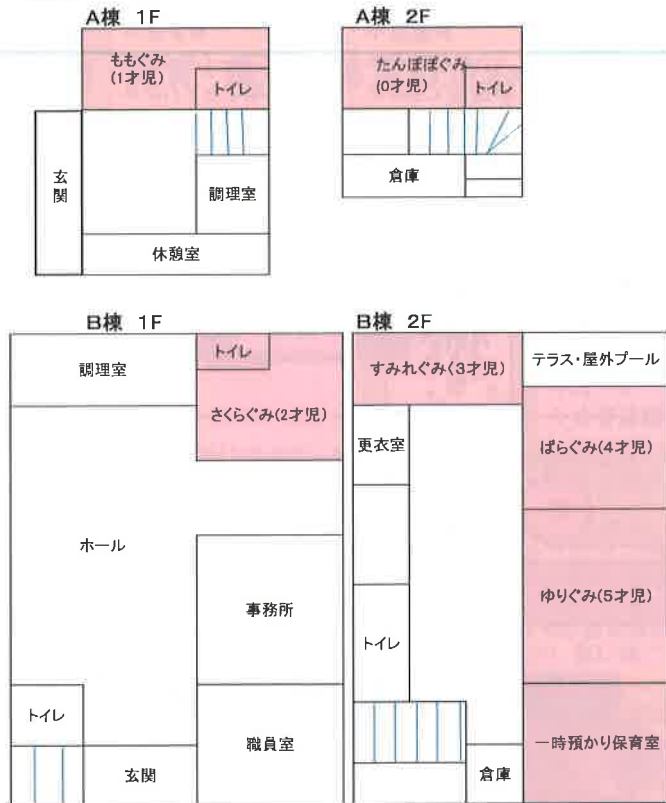 A棟 1F
ももぐみ
(1才児)
トイレ
玄関
調理室
休憩室
A棟 2F
たんぽぽぐみ
(0才児)
トイレ
倉庫
B棟 1F
調理室
トイレ
さくらぐみ(2才児)
ホール
事務所
トイレ
職員室
玄関
B棟 2F
すみれぐみ(3才児)
テラス・屋外プール
更衣室
ばらぐみ(4才児)
ゆりぐみ(5才児)
トイレ
一時預かり保育室
倉庫